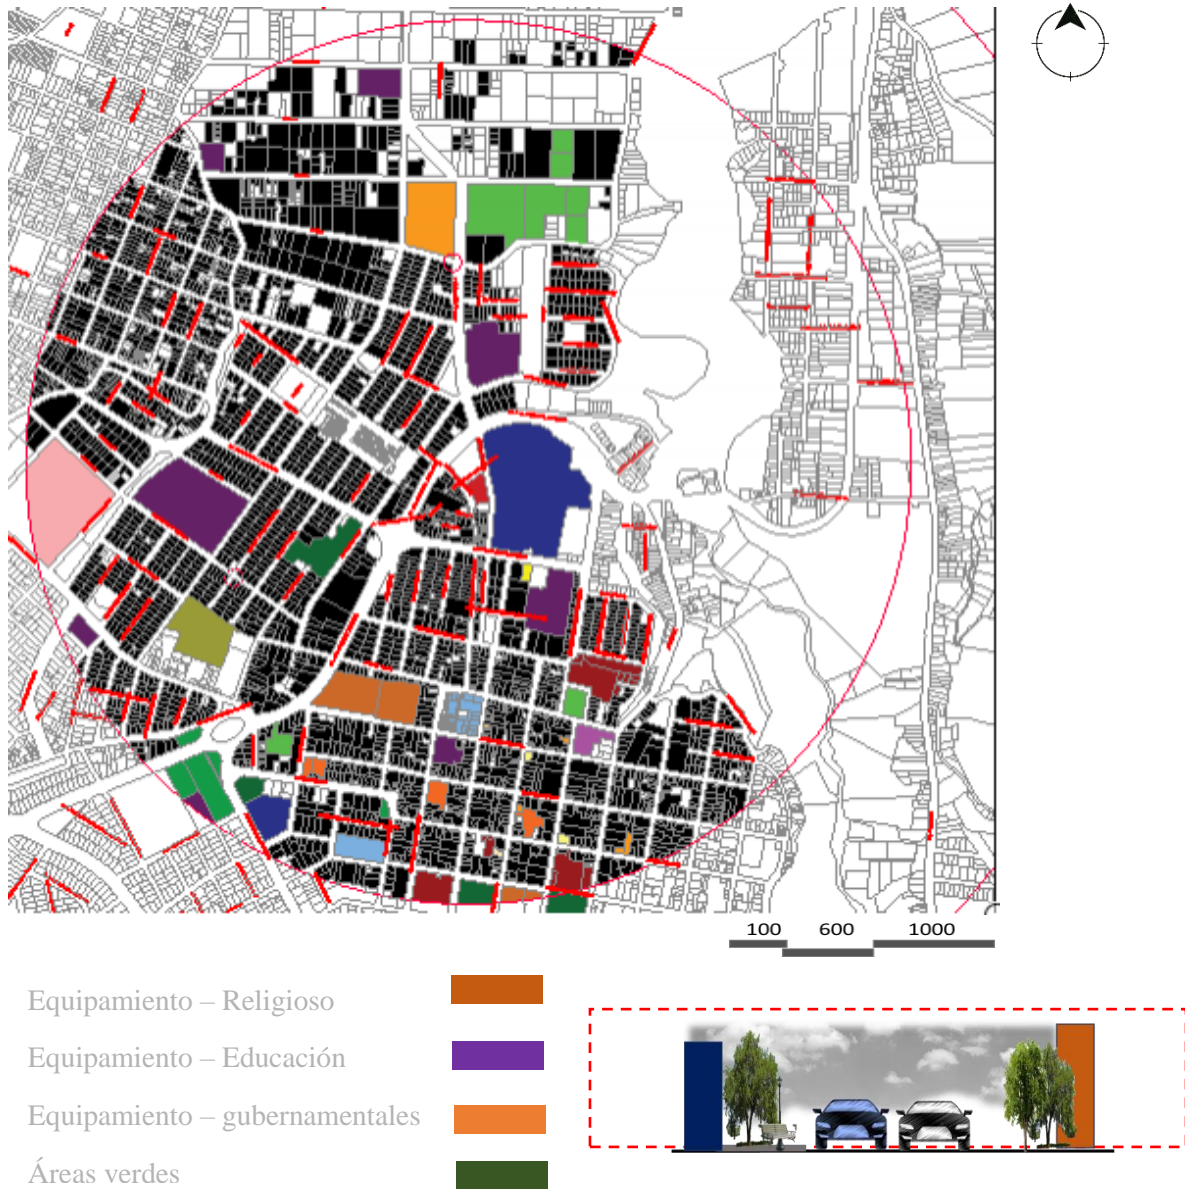 100 600 1000
Equipamiento – Religioso
Equipamiento – Educación
Equipamiento – gubernamentales
Áreas verdes